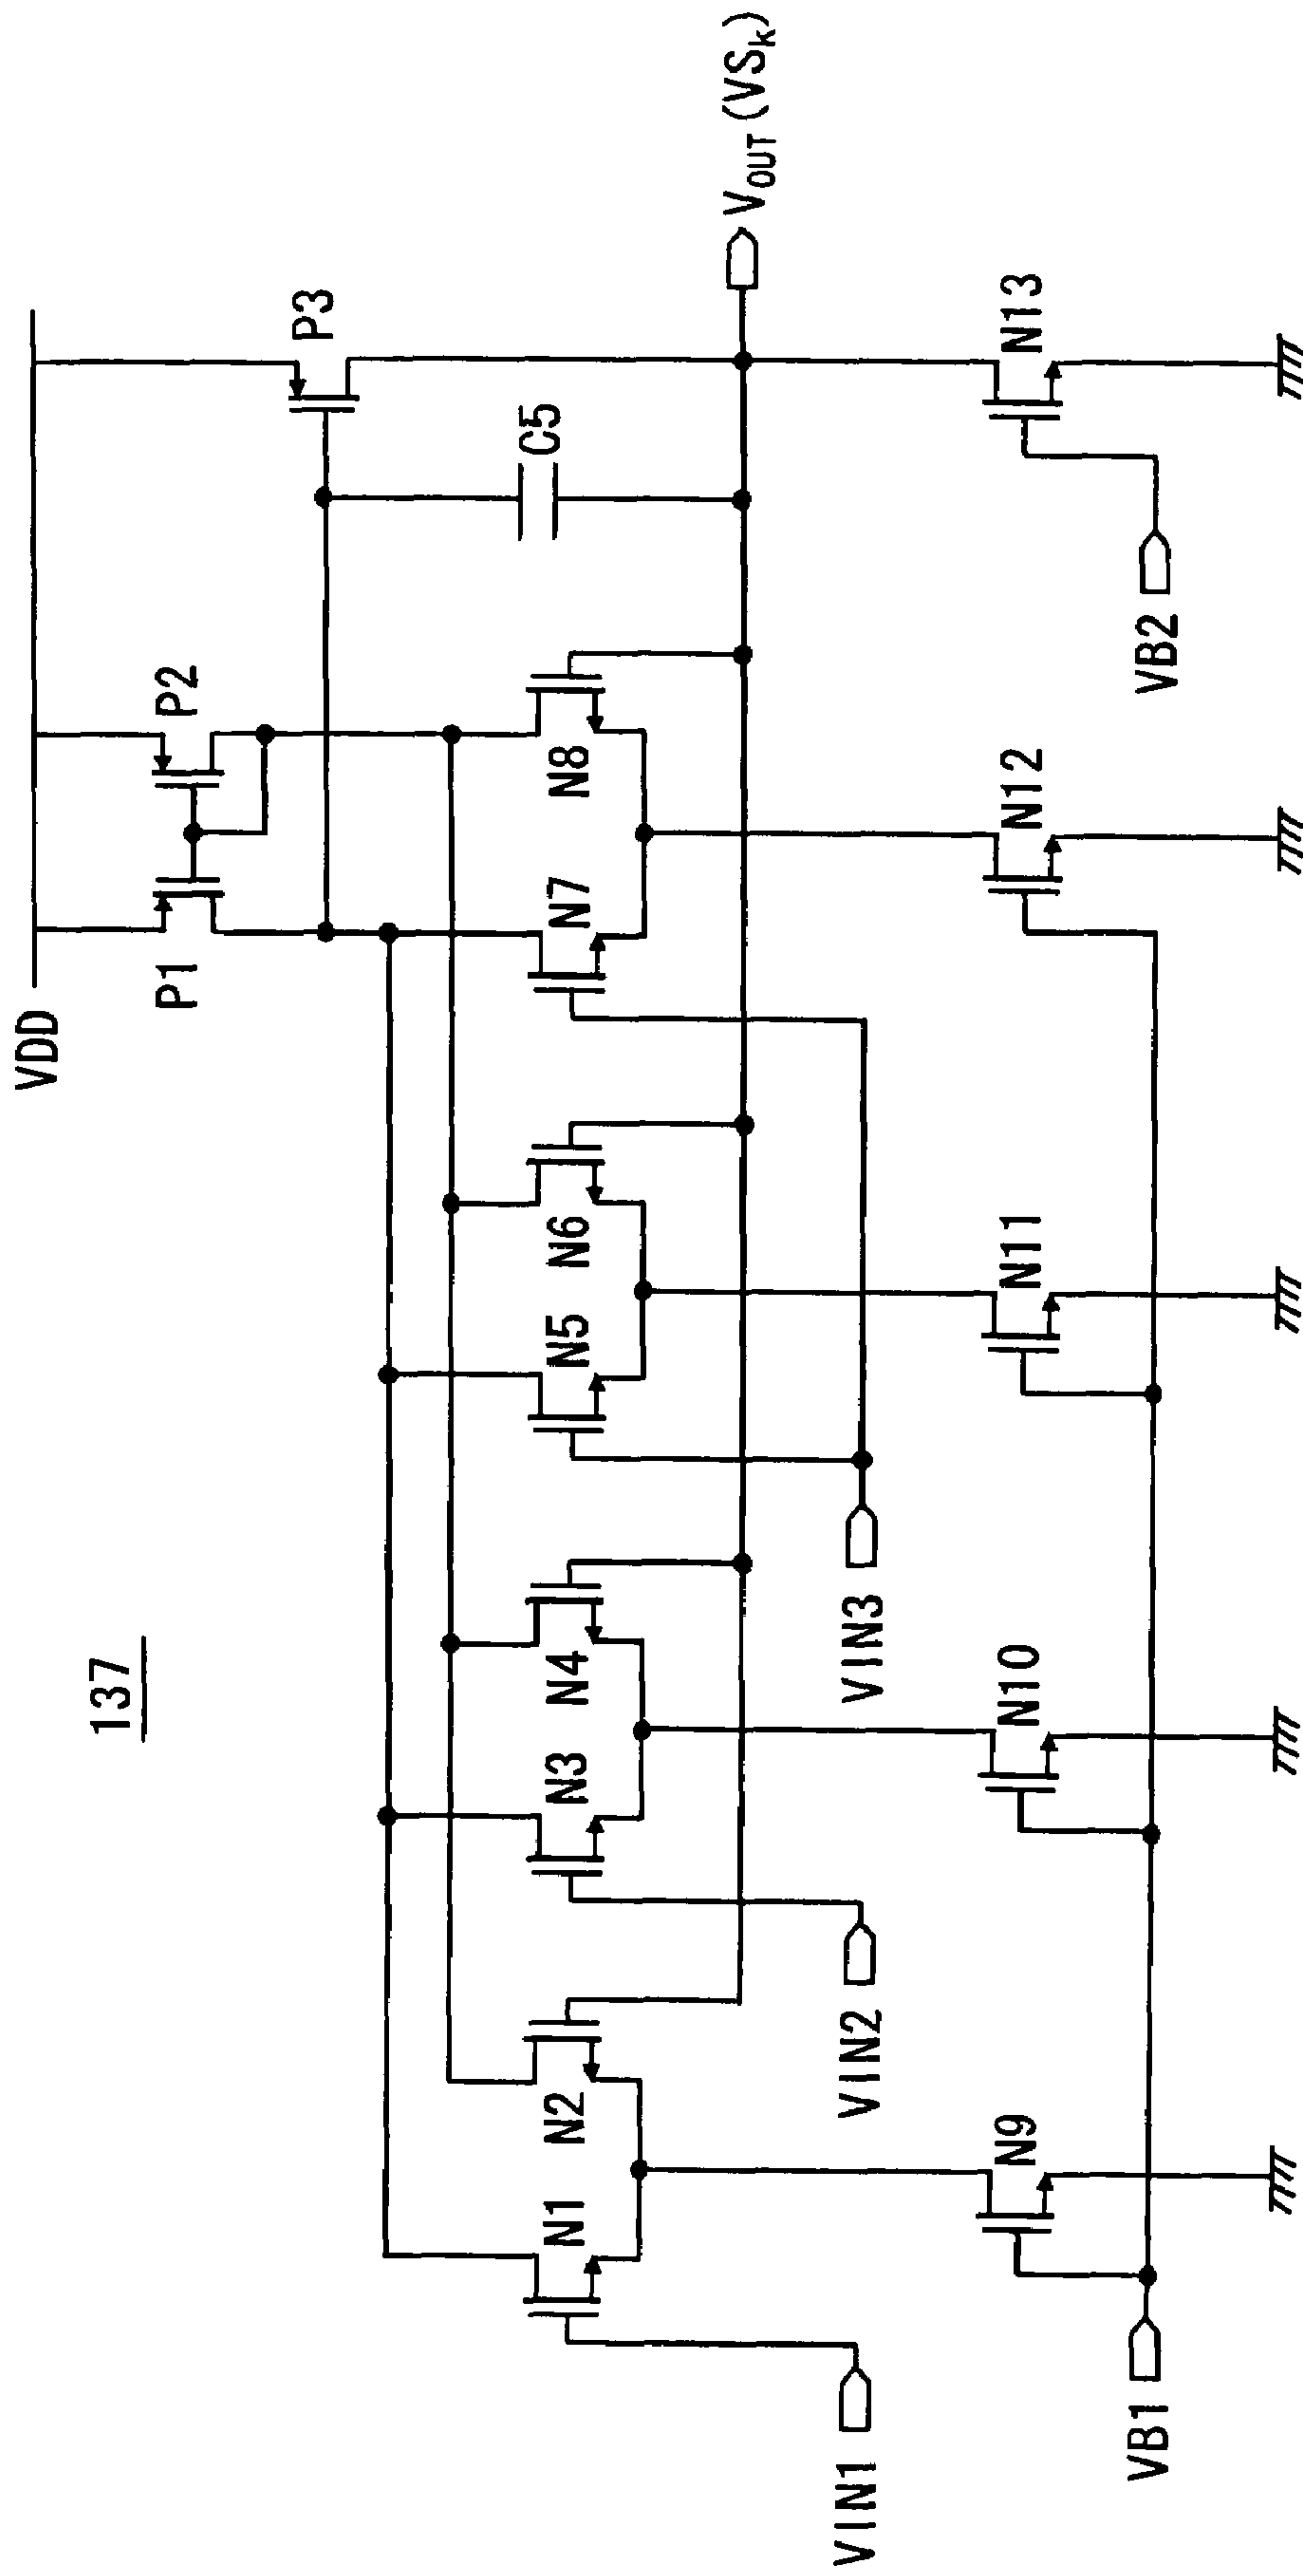 137
VDD
P1
P2
P3
C5
N1
N2
N3
N4
N5
N6
N7
N8
VOUT (VSk)
VIN1
VIN2
VIN3
N9
N10
N11
N12
N13
VB1
VB2